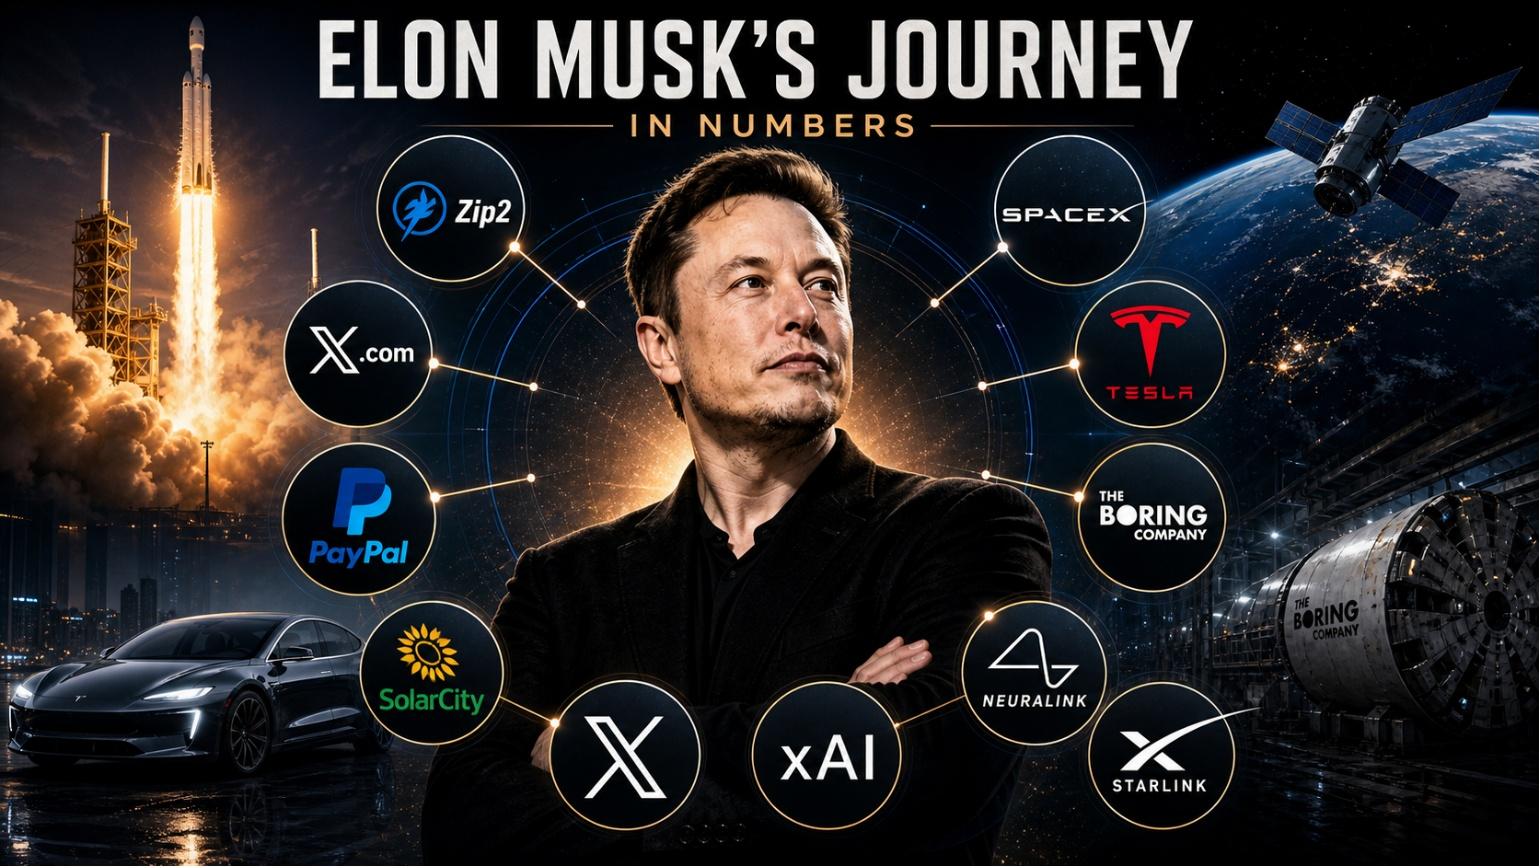 ELON MUSK'S JOURNEY
IN NUMBERS
Zip2
SPACEX
X.com
TESLA
PayPal
THE
BORING
COMPANY
THE
BORING
COMPANY
SolarCity
NEURALINK
X
xAI
STARLINK